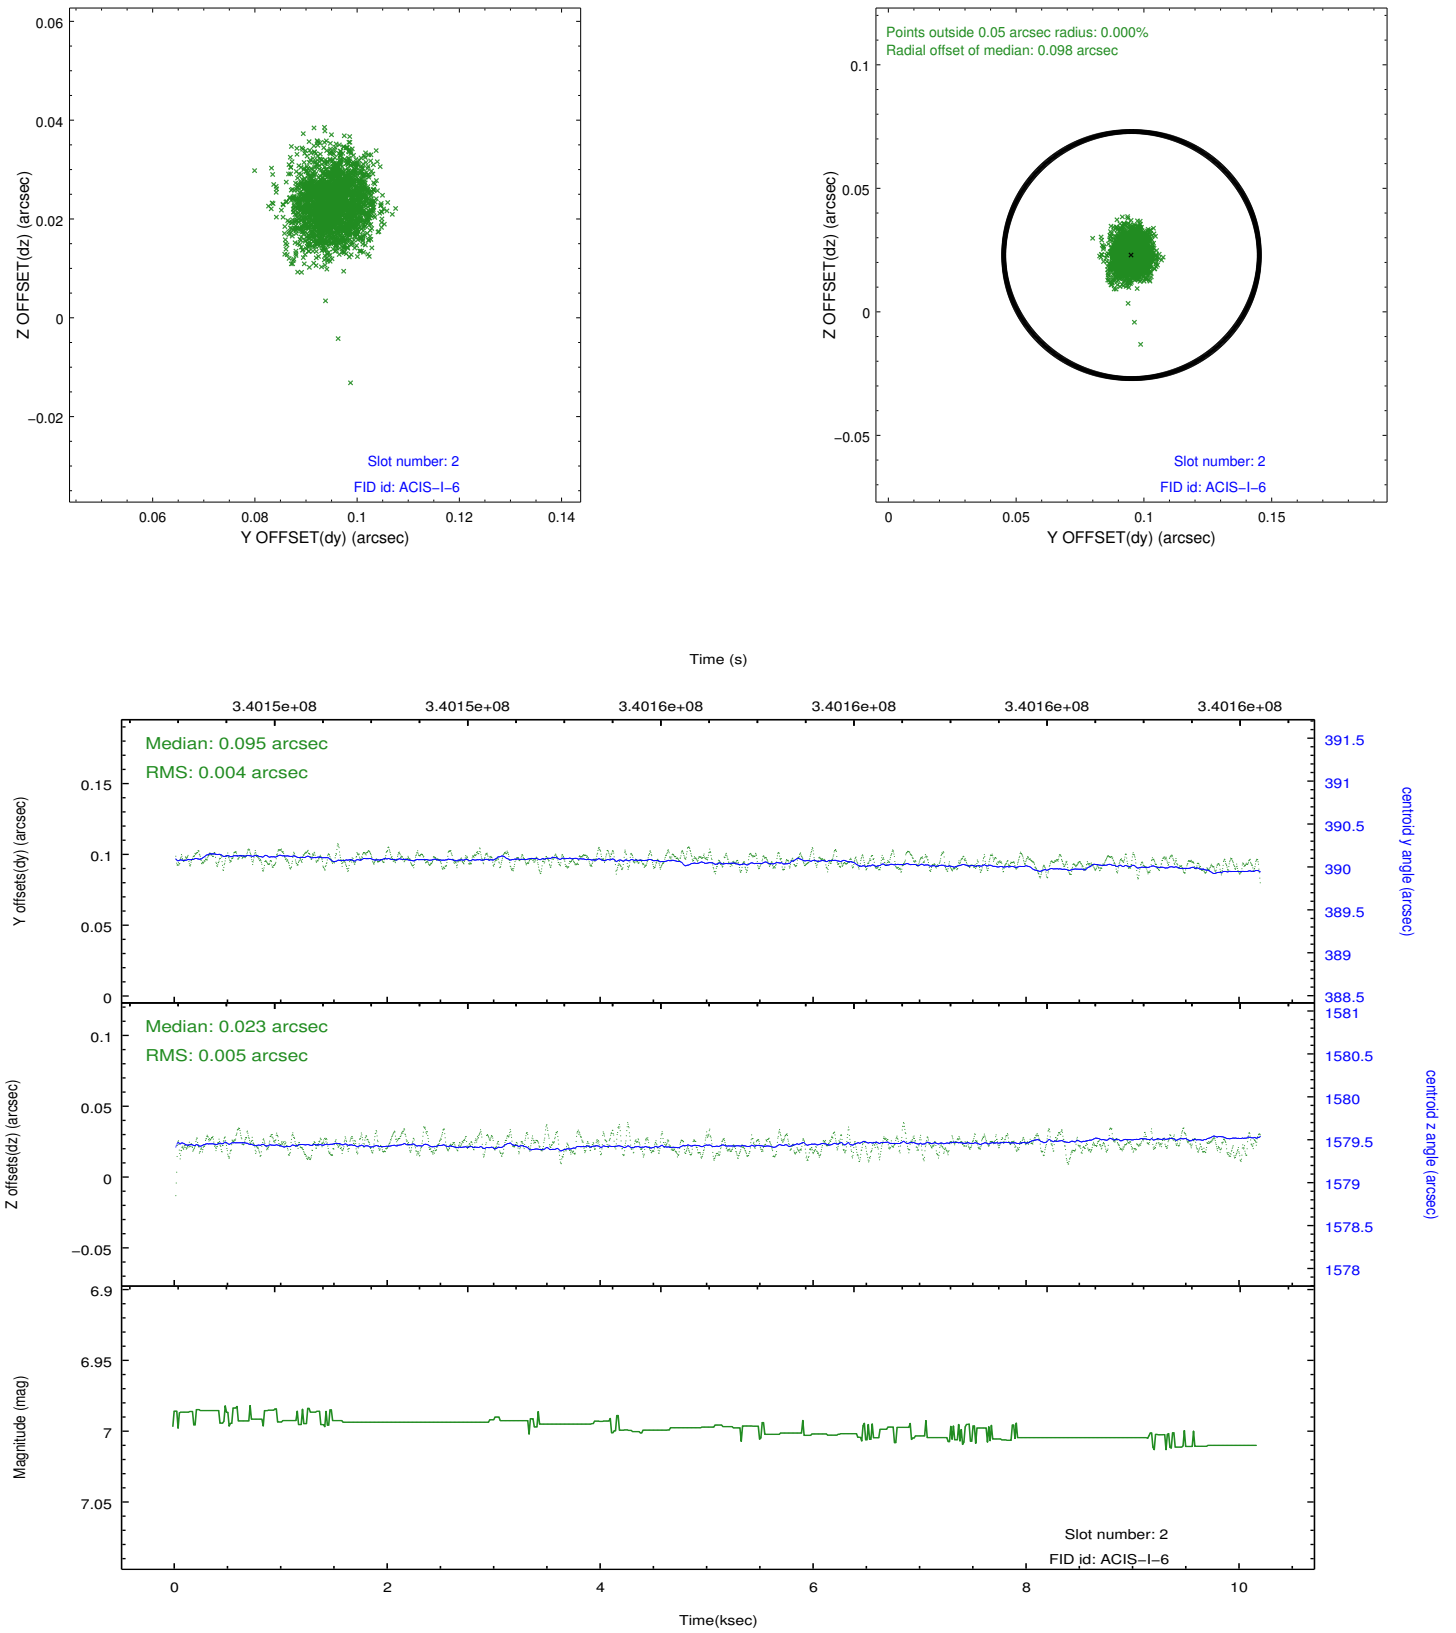 0.06
0.04
0.02
0
−0.02
Z OFFSET(dz) (arcsec)
Slot number: 2
FID id: ACIS−I−6
0.06 0.08 0.1 0.12 0.14
Y OFFSET(dy) (arcsec)
Points outside 0.05 arcsec radius: 0.000%
Radial offset of median: 0.098 arcsec
0.1
0.05
0
−0.05
Z OFFSET(dz) (arcsec)
Slot number: 2
FID id: ACIS−I−6
0 0.05 0.1 0.15
Y OFFSET(dy) (arcsec)
Time (s)
3.4015e+08 3.4015e+08 3.4016e+08 3.4016e+08 3.4016e+08 3.4016e+08
Median: 0.095 arcsec
RMS: 0.004 arcsec
0.15
0.1
0.05
0
Y offsets(dy) (arcsec)
391.5
391
390.5
390
389.5
389
388.5
centroid y angle (arcsec)
Median: 0.023 arcsec
RMS: 0.005 arcsec
0.1
0.05
0
−0.05
Z offsets(dz) (arcsec)
1581
1580.5
1580
1579.5
1579
1578.5
1578
centroid z angle (arcsec)
6.9
6.95
7
7.05
Magnitude (mag)
Slot number: 2
FID id: ACIS−I−6
0 2 4 6 8 10
Time(ksec)